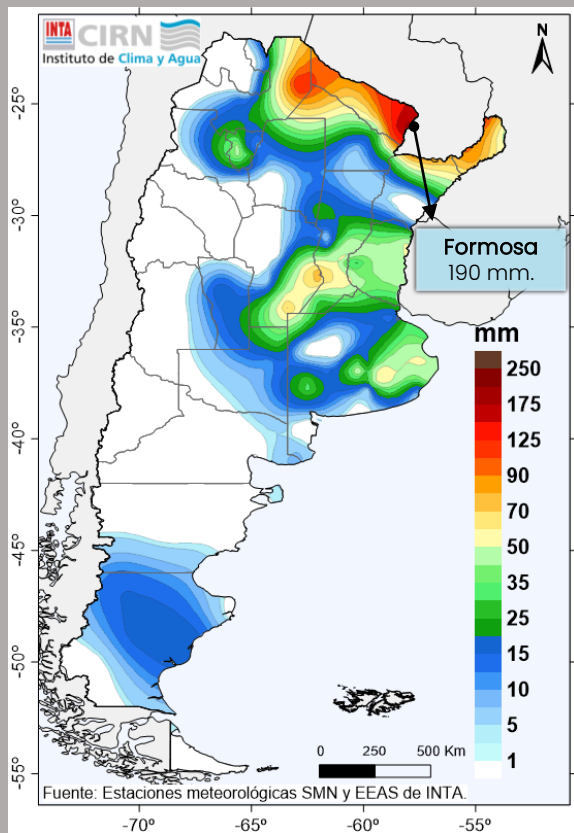 INTA CIRN
Instituto de Clima y Agua
N
-25°
-30°
-35°
-40°
-45°
-50°
-55°
Formosa
190 mm.
mm
250
175
125
90
70
50
35
25
15
10
5
1
0 250 500 Km
Fuente: Estaciones meteorológicas SMN y EEAS de INTA.
-70° -65° -60° -55°